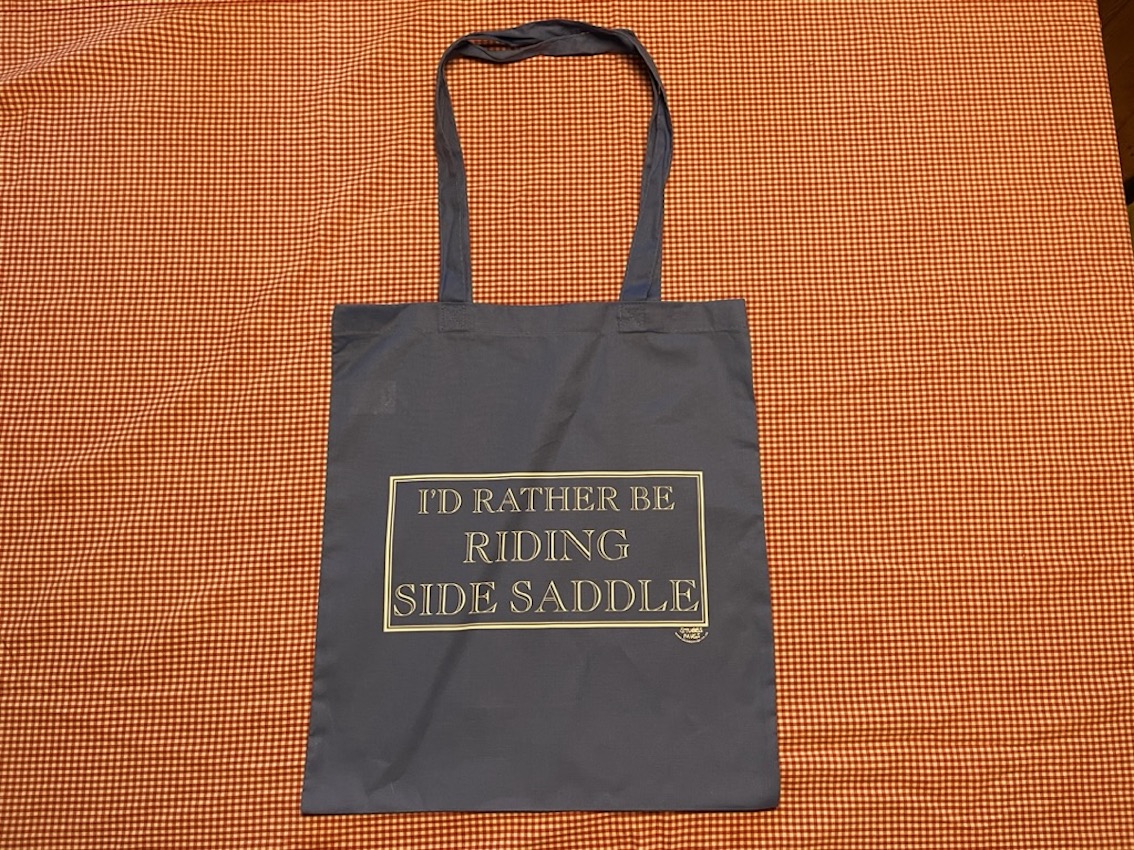 I'D RATHER BE
RIDING
SIDE SADDLE